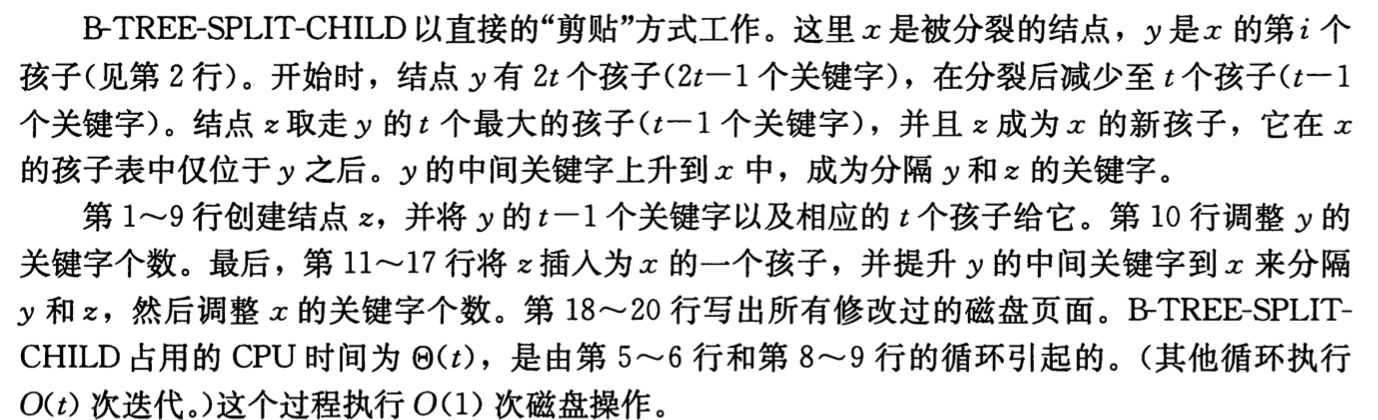 B-TREE-SPLIT-CHILD 以直接的“剪贴”方式工作。这里 x 是被分裂的结点，y 是 x 的第 i 个
孩子(见第 2 行)。开始时，结点 y 有 2t 个孩子(2t－1 个关键字)，在分裂后减少至 t 个孩子(t－1
个关键字)。结点 z 取走 y 的 t 个最大的孩子(t－1 个关键字)，并且 z 成为 x 的新孩子，它在 x
的孩子表中仅位于 y 之后。y 的中间关键字上升到 x 中，成为分隔 y 和 z 的关键字。
第 1～9 行创建结点 z，并将 y 的 t－1 个关键字以及相应的 t 个孩子给它。第 10 行调整 y 的
关键字个数。最后，第 11～17 行将 z 插入为 x 的一个孩子，并提升 y 的中间关键字到 x 来分隔
y 和 z，然后调整 x 的关键字个数。第 18～20 行写出所有修改过的磁盘页面。B-TREE-SPLIT-
CHILD 占用的 CPU 时间为 Θ(t)，是由第 5～6 行和第 8～9 行的循环引起的。(其他循环执行
O(t) 次迭代。)这个过程执行 O(1) 次磁盘操作。